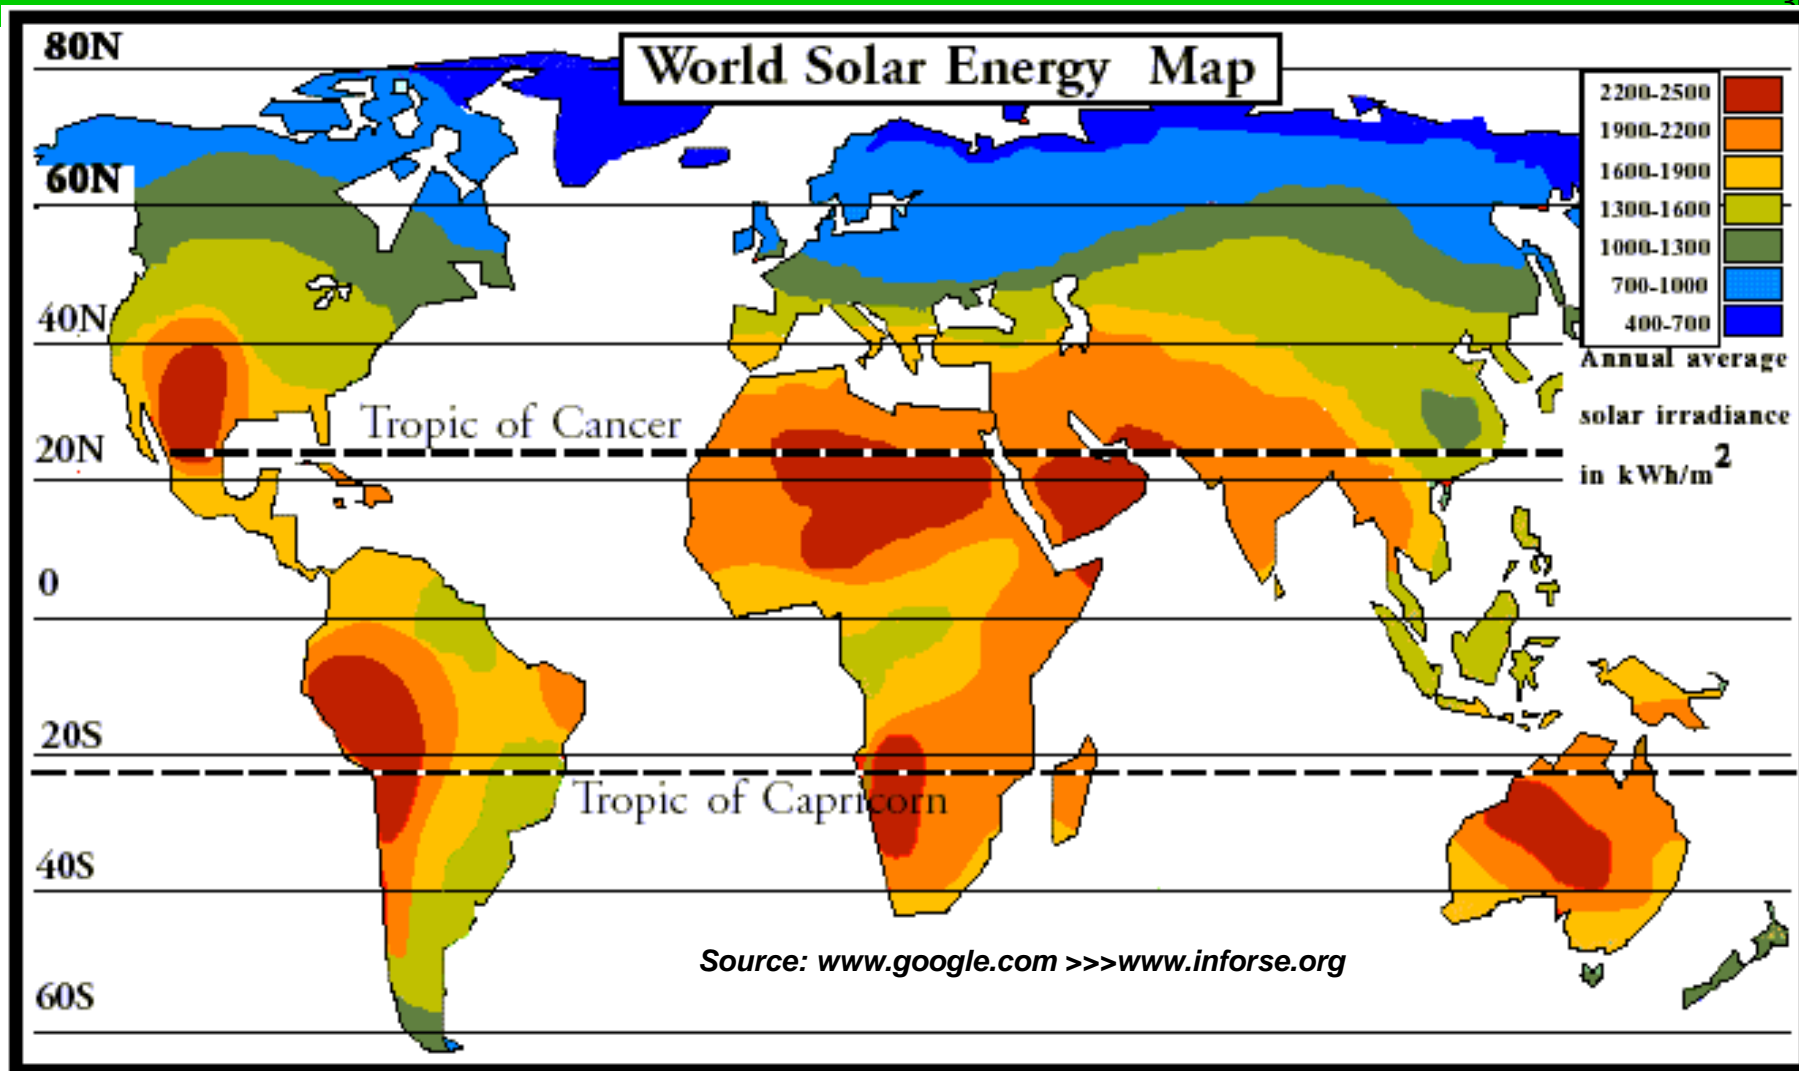 80N
World Solar Energy Map
2200-2500
1900-2200
1600-1900
1300-1600
1000-1300
700-1000
400-700
Annual average
solar irradiance
in kWh/m2
60N
40N
Tropic of Cancer
20N
0
20S
Tropic of Capricorn
40S
Source: www.google.com >>>www.inforse.org
60S